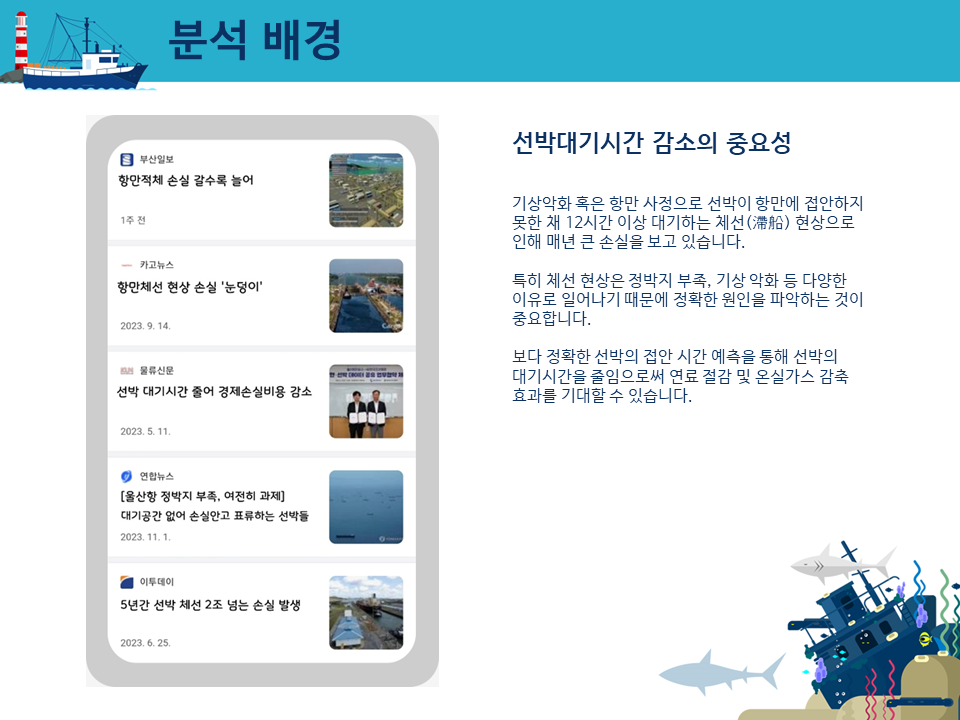 분석 배경
부산일보
항만적체 손실 갈수록 늘어
1주 전
카고뉴스
항만체선 현상 손실 '눈덩이'
2023. 9. 14.
물류신문
선박 대기시간 줄어 경제손실비용 감소
2023. 5. 11.
연합뉴스
[울산항 정박지 부족, 여전히 과제]
대기공간 없어 손실안고 표류하는 선박들
2023. 11. 1.
이투데이
5년간 선박 체선 2조 넘는 손실 발생
2023. 6. 25.
선박대기시간 감소의 중요성
기상악화 혹은 항만 사정으로 선박이 항만에 접안하지
못한 채 12시간 이상 대기하는 체선(滯船) 현상으로
인해 매년 큰 손실을 보고 있습니다.
특히 체선 현상은 정박지 부족, 기상 악화 등 다양한
이유로 일어나기 때문에 정확한 원인을 파악하는 것이
중요합니다.
보다 정확한 선박의 접안 시간 예측을 통해 선박의
대기시간을 줄임으로써 연료 절감 및 온실가스 감축
효과를 기대할 수 있습니다.